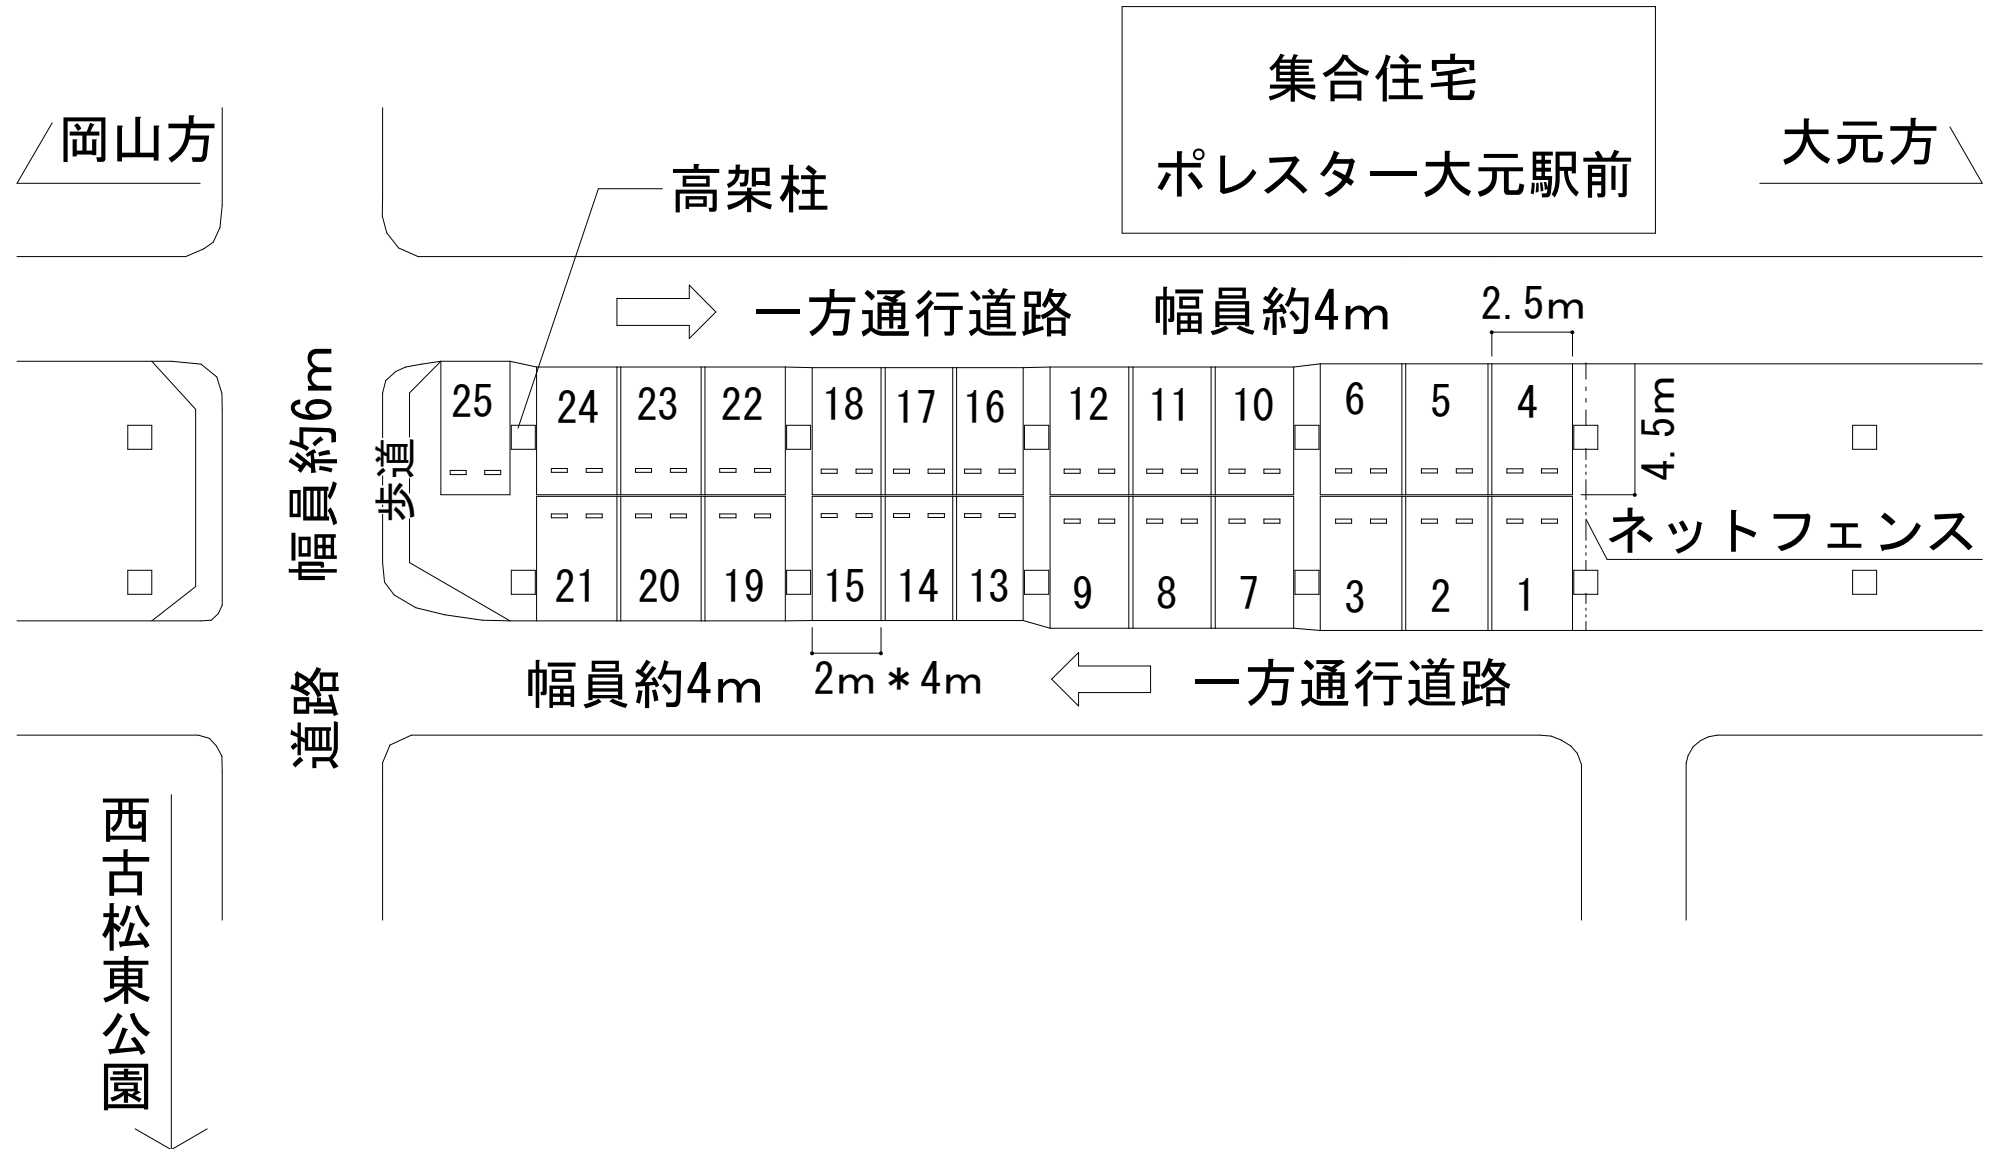 集合住宅
ポレスター大元駅前
岡山方
大元方
高架柱
一方通行道路 幅員約4m
2.5m
4.5m
幅員約6m
道路
歩道
25
24
23
22
18
17
16
12
11
10
6
5
4
21
20
19
15
14
13
9
8
7
3
2
1
ネットフェンス
幅員約4m
2m*4m
一方通行道路
西古松東公園